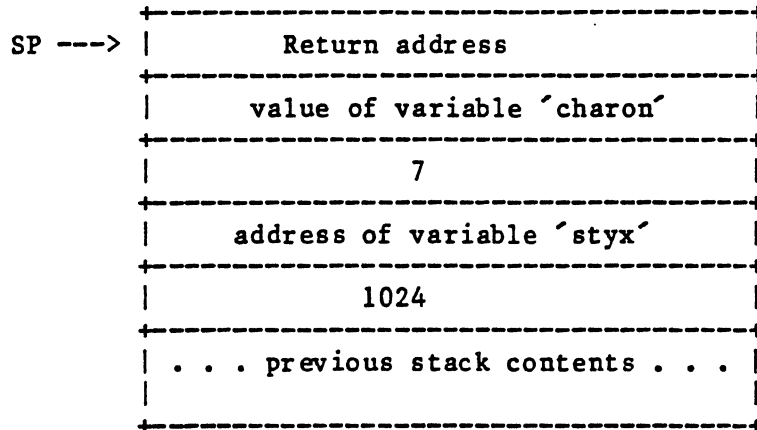 SP ---> | Return address |
| value of variable ´charon´ |
| 7 |
| address of variable ´styx´ |
| 1024 |
| . . . previous stack contents . . . |